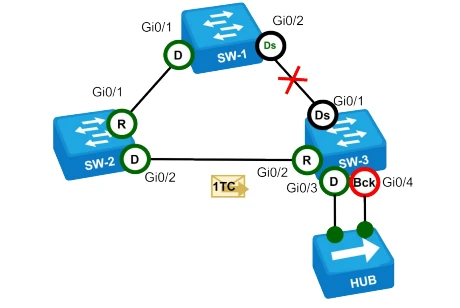 Gi0/1
Gi0/2
D
Ds
SW-1
Gi0/1
Gi0/1
R
Ds
SW-2
D
R
SW-3
Gi0/2
Gi0/2
1TC
Gi0/3
D
Bck
Gi0/4
HUB